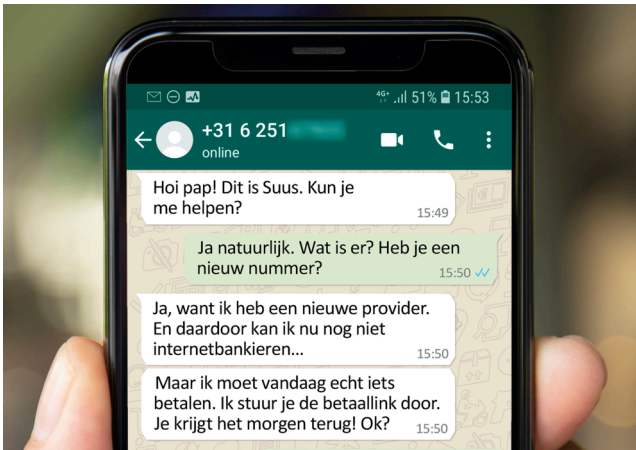 4G+ 51% 15:53
+31 6 251
online
Hoi pap! Dit is Suus. Kun je
me helpen?
15:49
Ja natuurlijk. Wat is er? Heb je een
nieuw nummer?
15:50
Ja, want ik heb een nieuwe provider.
En daardoor kan ik nu nog niet
internetbankieren...
15:50
Maar ik moet vandaag echt iets
betalen. Ik stuur je de betaallink door.
Je krijgt het morgen terug! Ok?
15:50